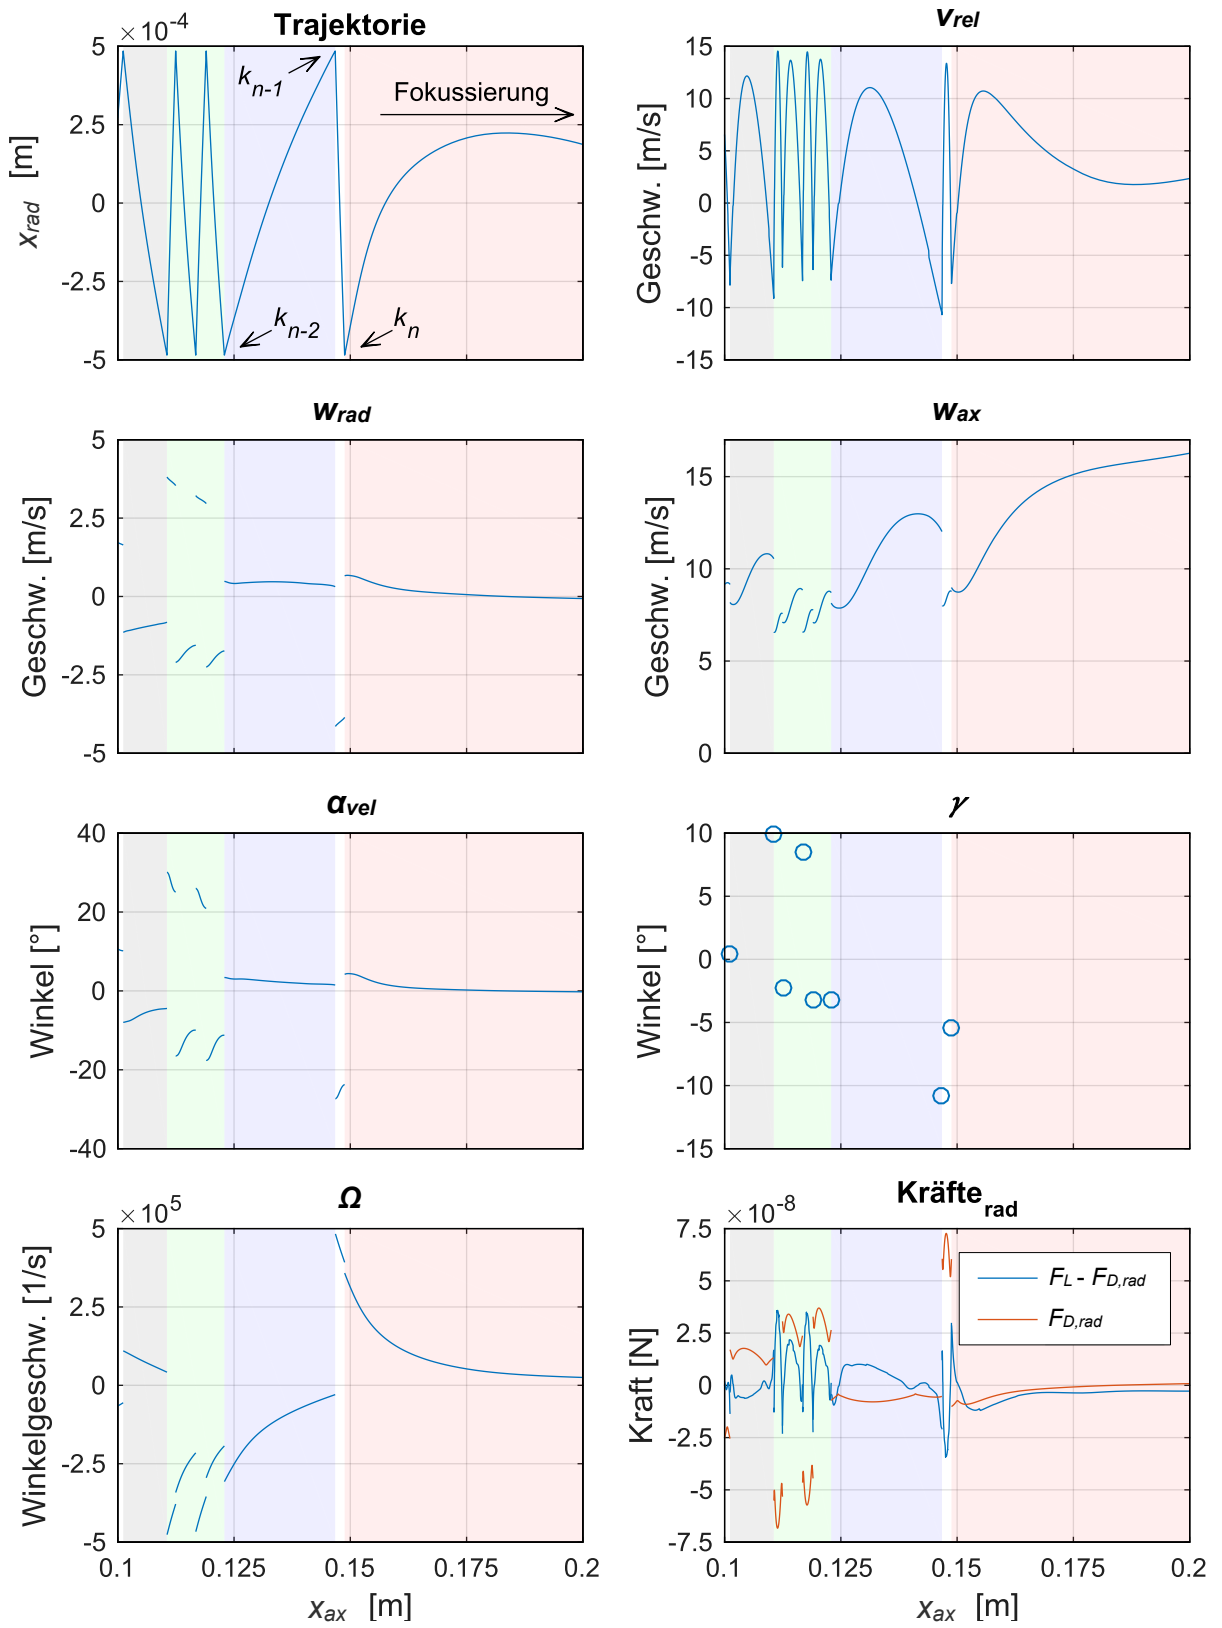 Trajektorie
×10⁻⁴
5
2.5
0
-2.5
-5
x_rad [m]
k_n-1
Fokussierung
k_n-2
k_n
v_rel
15
10
5
0
-5
-10
-15
Geschw. [m/s]
w_rad
5
2.5
0
-2.5
-5
Geschw. [m/s]
w_ax
15
10
5
0
Geschw. [m/s]
α_vel
40
20
0
-20
-40
Winkel [°]
γ
10
5
0
-5
-10
-15
Winkel [°]
Ω
×10⁵
5
2.5
0
-2.5
-5
Winkelgeschw. [1/s]
0.1 0.125 0.15 0.175 0.2
x_ax [m]
Kräfte_rad
×10⁻⁸
7.5
5
2.5
0
-2.5
-5
-7.5
Kraft [N]
F_L - F_D,rad
F_D,rad
0.1 0.125 0.15 0.175 0.2
x_ax [m]